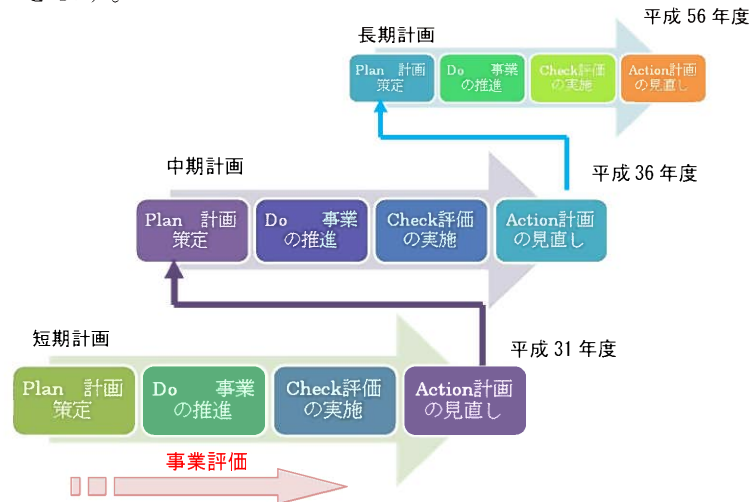 平成 56 年度
長期計画
Plan 計画
策定
Do 事業
の推進
Check評価
の実施
Action計画
の見直し
中期計画
平成 36 年度
Plan 計画
策定
Do 事業
の推進
Check評価
の実施
Action計画
の見直し
短期計画
平成 31 年度
Plan 計画
策定
Do 事業
の推進
Check評価
の実施
Action計画
の見直し
事業評価